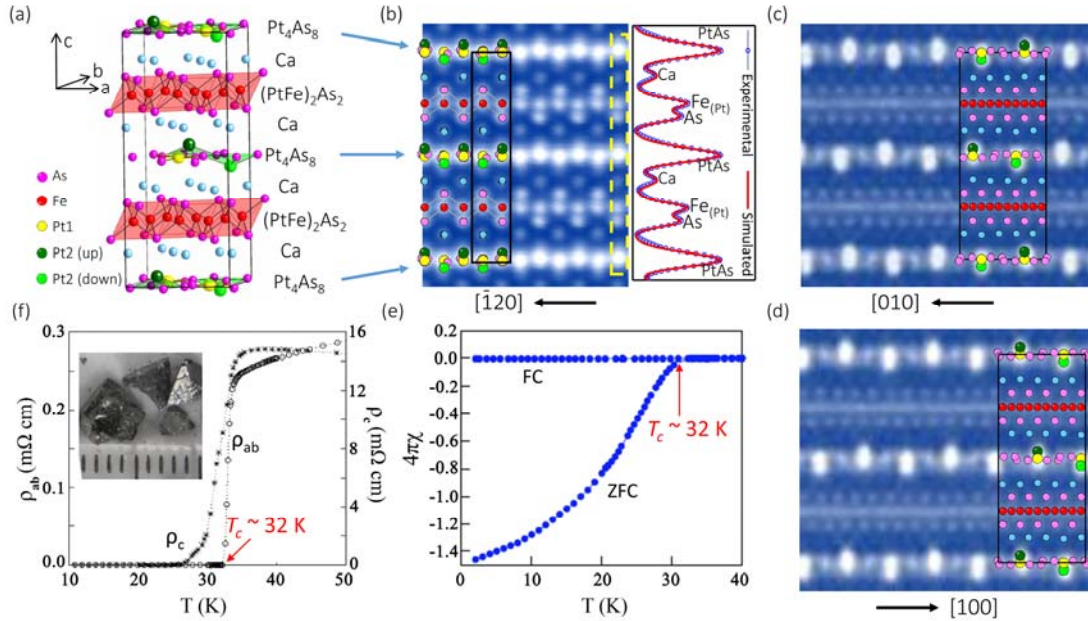 (a)
c
b
a
Pt₄As₈
Ca
(PtFe)₂As₂
Ca
Pt₄As₈
Ca
(PtFe)₂As₂
Ca
Pt₄As₈
As
Fe
Pt1
Pt2 (up)
Pt2 (down)
(b)
[1̄20]
PtAs
Ca
Fe(Pt)
As
PtAs
Ca
Fe(Pt)
As
PtAs
Experimental
Simulated
(c)
[010]
(f)
0.3
0.2
0.1
0.0
ρab (mΩ cm)
16
14
12
10
8
6
4
2
0
ρc (mΩ cm)
ρab
ρc
Tc ~ 32 K
10 20 30 40 50
T (K)
(e)
0.2
0.0
-0.2
-0.4
-0.6
-0.8
-1.0
-1.2
-1.4
4πχ
FC
Tc ~ 32 K
ZFC
0 10 20 30 40
T (K)
(d)
[100]